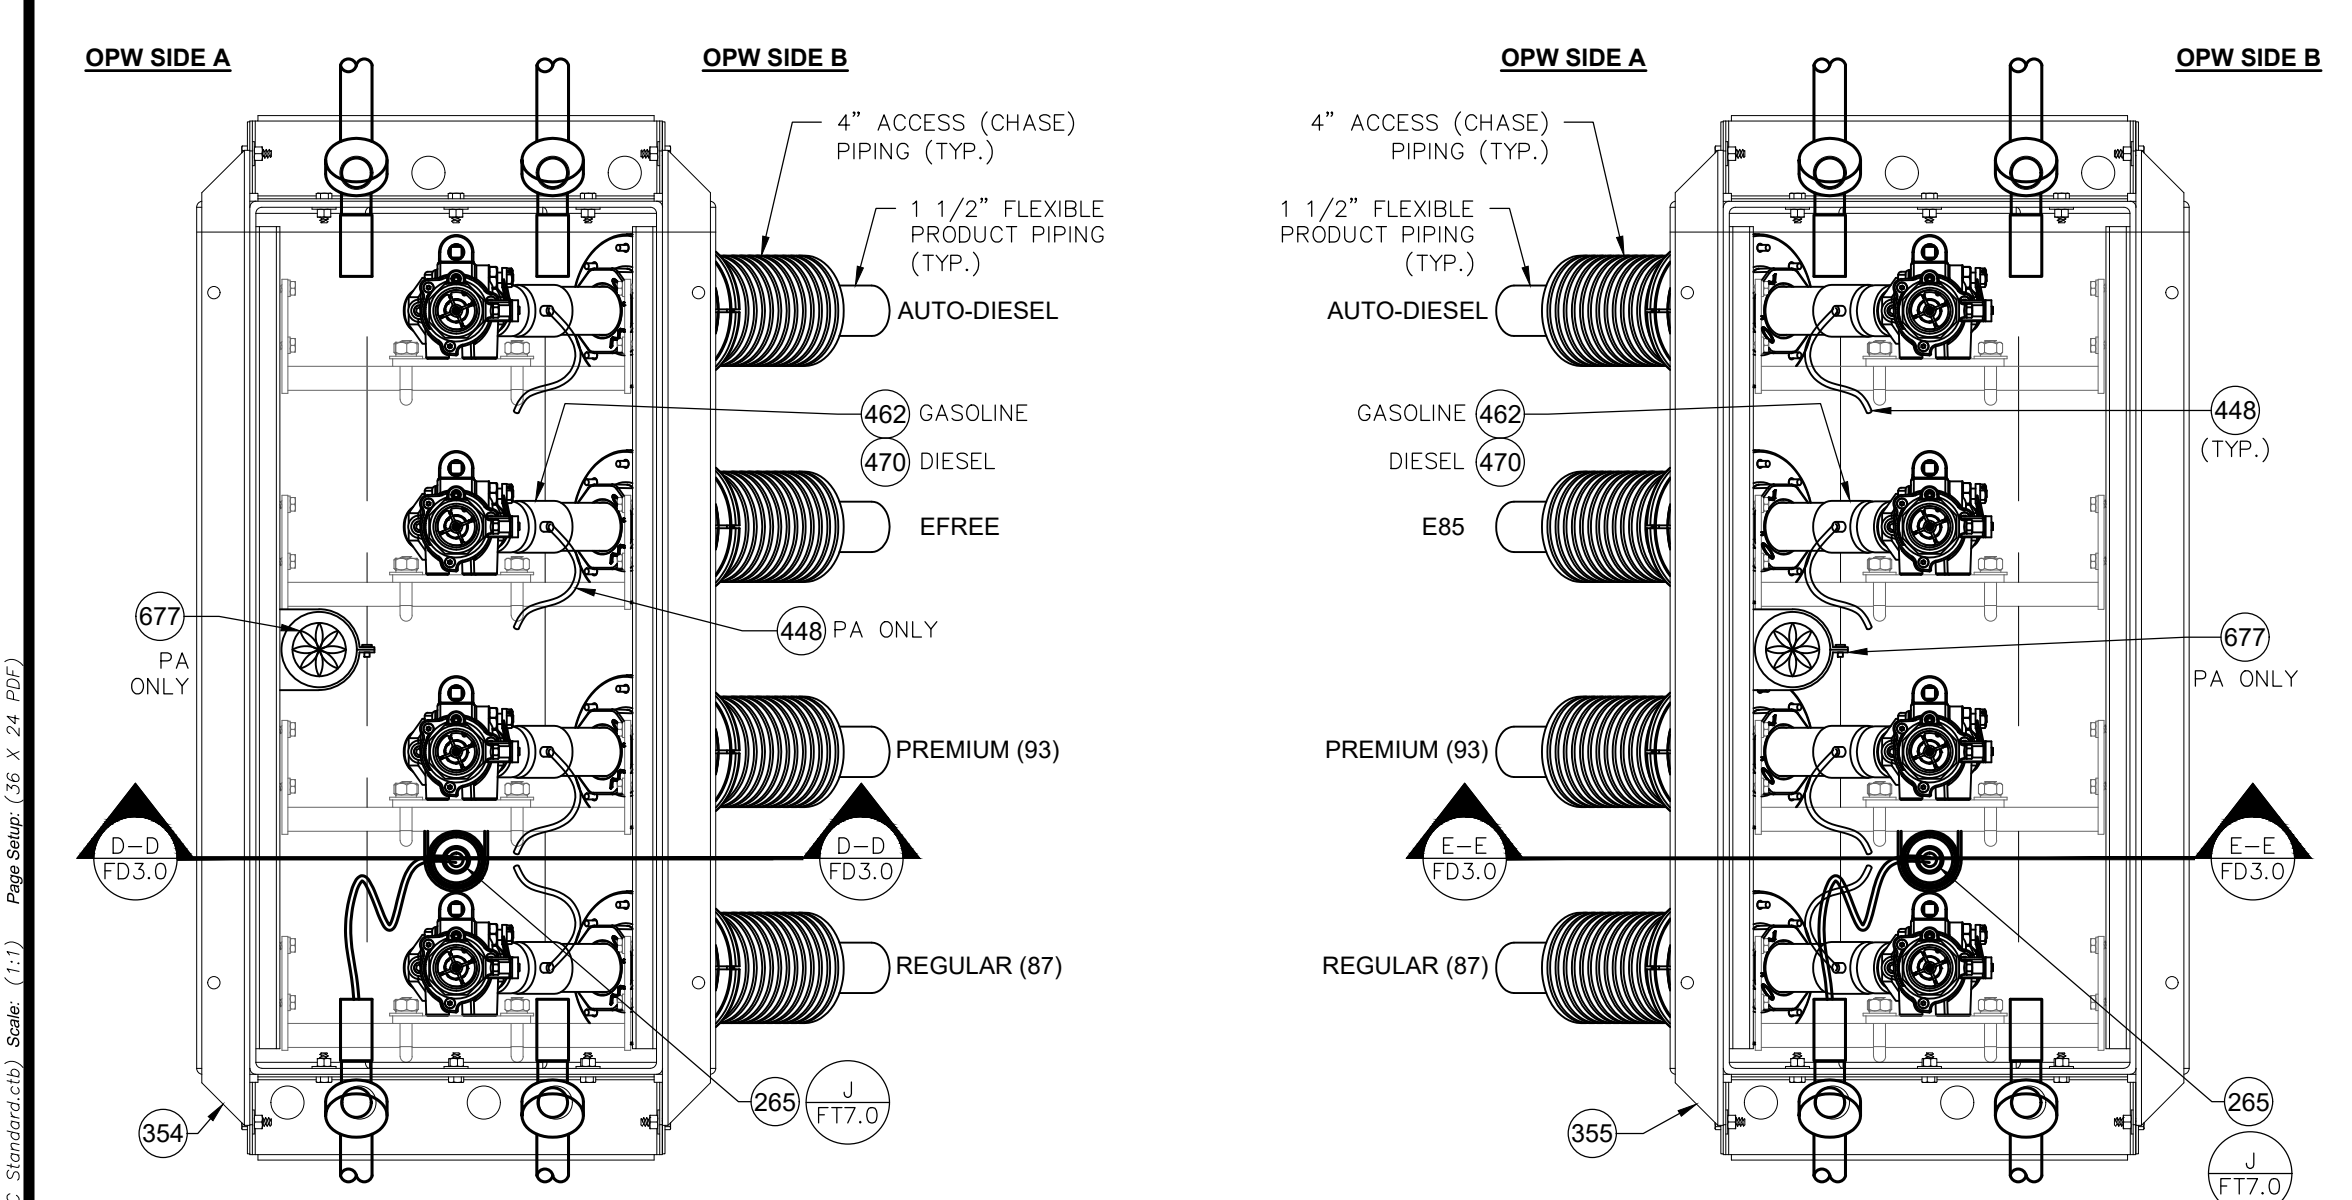 OPW SIDE A
OPW SIDE B
4” ACCESS (CHASE)
PIPING (TYP.)
1 1/2” FLEXIBLE
PRODUCT PIPING
(TYP.)
AUTO-DIESEL
462 GASOLINE
470 DIESEL
EFREE
677
PA
ONLY
448 PA ONLY
PREMIUM (93)
D-D
FD3.0
D-D
FD3.0
REGULAR (87)
265
J
FT7.0
354
OPW SIDE A
OPW SIDE B
4” ACCESS (CHASE)
PIPING (TYP.)
1 1/2” FLEXIBLE
PRODUCT PIPING
(TYP.)
AUTO-DIESEL
GASOLINE 462
DIESEL 470
448
(TYP.)
E85
677
PA ONLY
PREMIUM (93)
E-E
FD3.0
E-E
FD3.0
REGULAR (87)
265
J
FT7.0
355
C Standard.ctb) Scale: (1:1) Page Setup: (36 X 24 PDF)